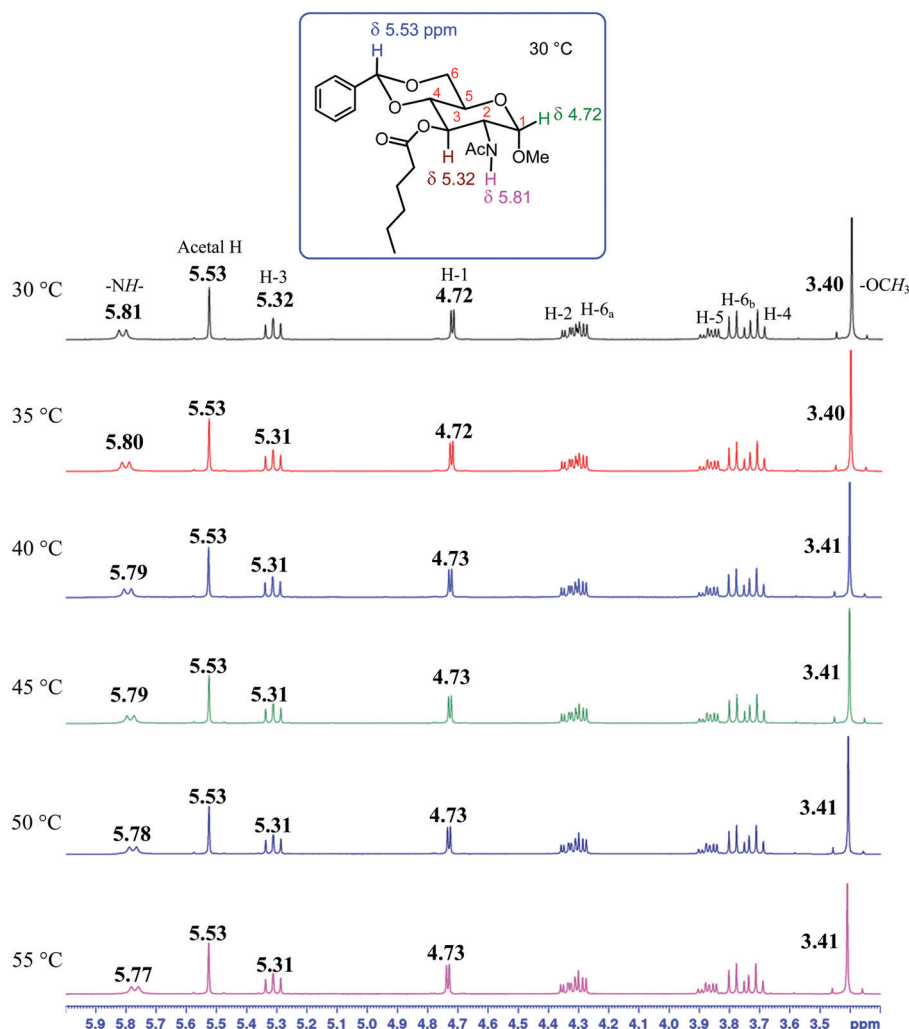 δ 5.53 ppm
H
30 °C
6
O
4
5
O
O
3
2
1
H δ 4.72
O
O
AcN
OMe
H
H
δ 5.32
δ 5.81
Acetal H
-NH-
5.53
H-3
H-1
30 °C
5.81
5.32
4.72
3.40
-OCH3
H-2
H-6a
H-5
H-6b
H-4
35 °C
5.80
5.53
5.31
4.72
3.40
40 °C
5.79
5.53
5.31
4.73
3.41
45 °C
5.79
5.53
5.31
4.73
3.41
50 °C
5.78
5.53
5.31
4.73
3.41
55 °C
5.77
5.53
5.31
4.73
3.41
5.9 5.8 5.7 5.6 5.5 5.4 5.3 5.2 5.1 5.0 4.9 4.8 4.7 4.6 4.5 4.4 4.3 4.2 4.1 4.0 3.9 3.8 3.7 3.6 3.5 ppm